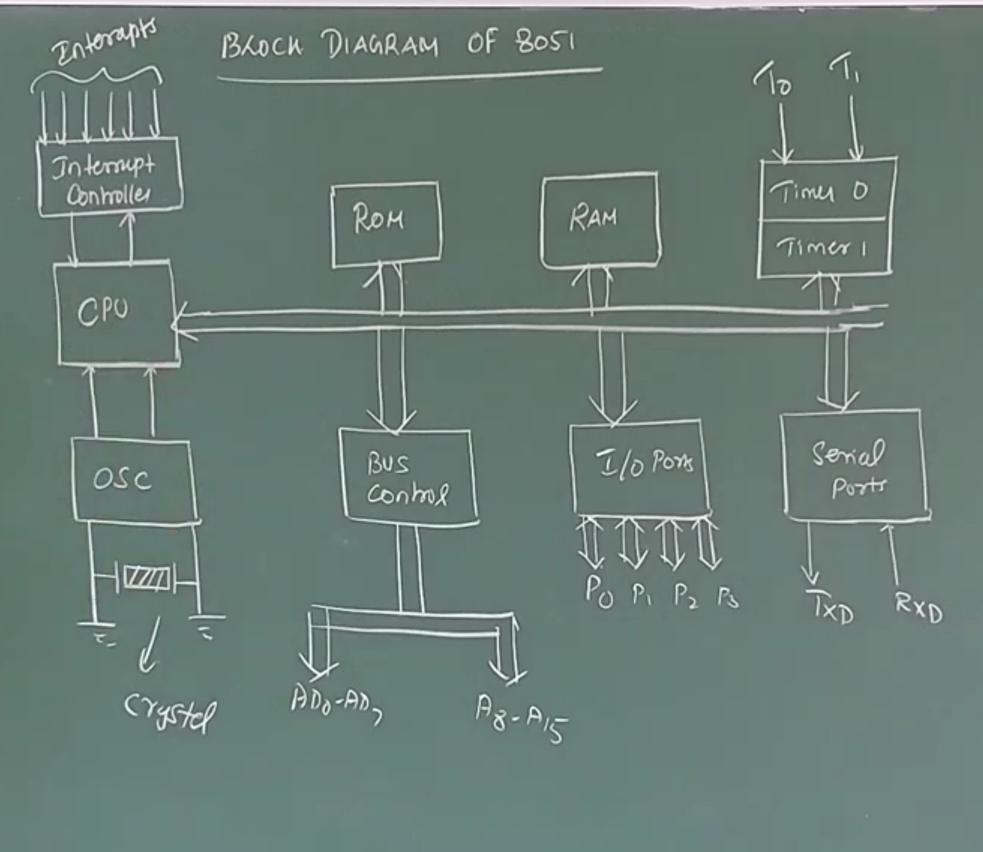 Interrupts
BLOCK DIAGRAM OF 8051
T0
T1
Interrupt
Controller
ROM
RAM
Timer 0
Timer 1
CPU
OSC
BUS
Control
I/O Ports
Serial
Ports
P0 P1 P2 P3
TXD
RXD
Crystal
AD0-AD7
A8-A15